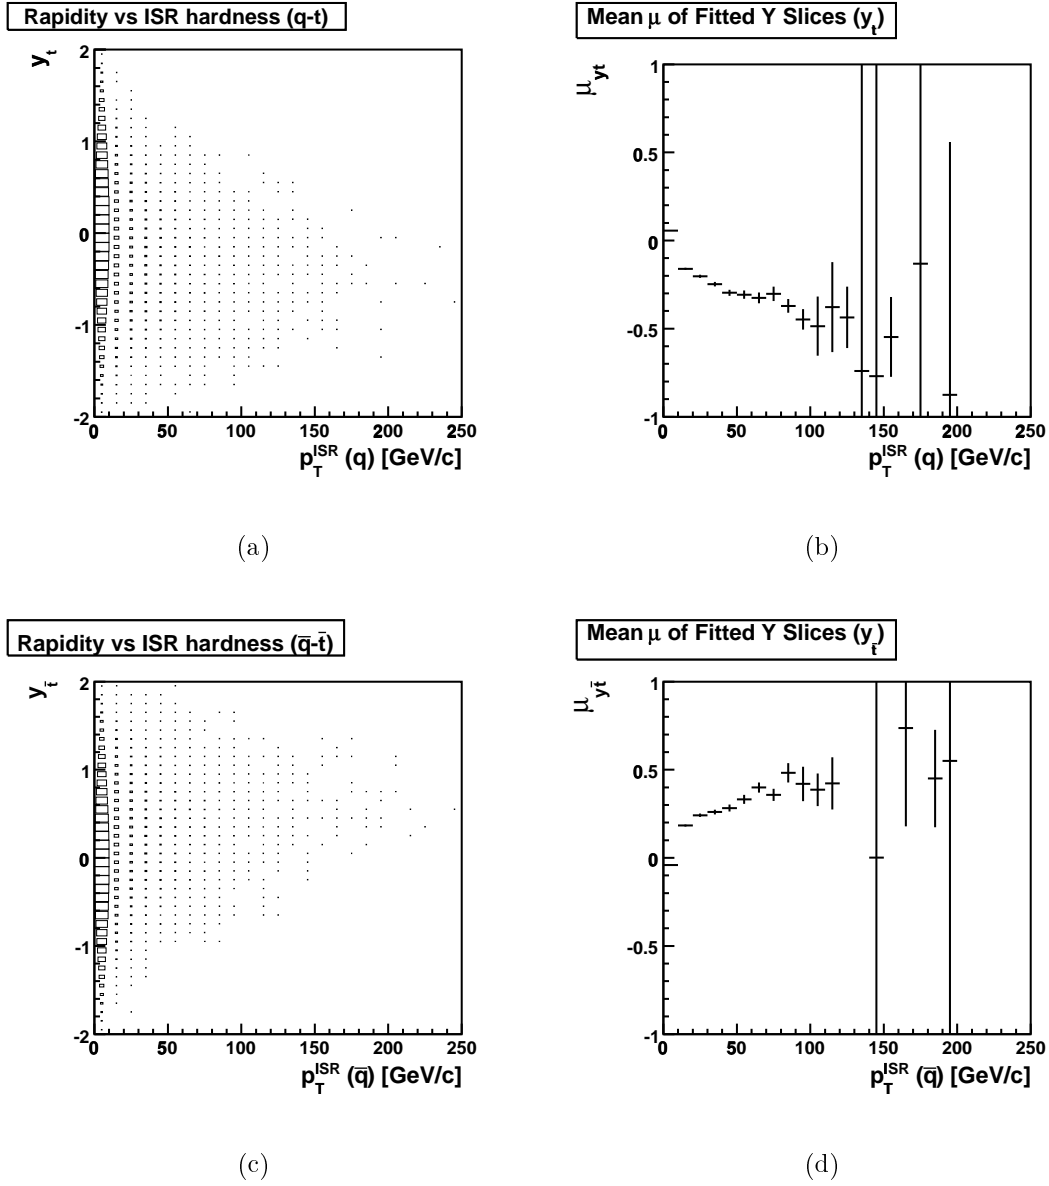 Rapidity vs ISR hardness (q-t)
y_t
2
1
0
-1
-2
0 50 100 150 200 250
p_T^ISR (q) [GeV/c]
(a)
Mean μ of Fitted Y Slices (y_t)
μ_yt
1
0.5
0
-0.5
-1
0 50 100 150 200 250
p_T^ISR (q) [GeV/c]
(b)
Rapidity vs ISR hardness (q̅-t̅)
y_t̅
2
1
0
-1
-2
0 50 100 150 200 250
p_T^ISR (q̅) [GeV/c]
(c)
Mean μ of Fitted Y Slices (y_t̅)
μ_yt̅
1
0.5
0
-0.5
-1
0 50 100 150 200 250
p_T^ISR (q̅) [GeV/c]
(d)